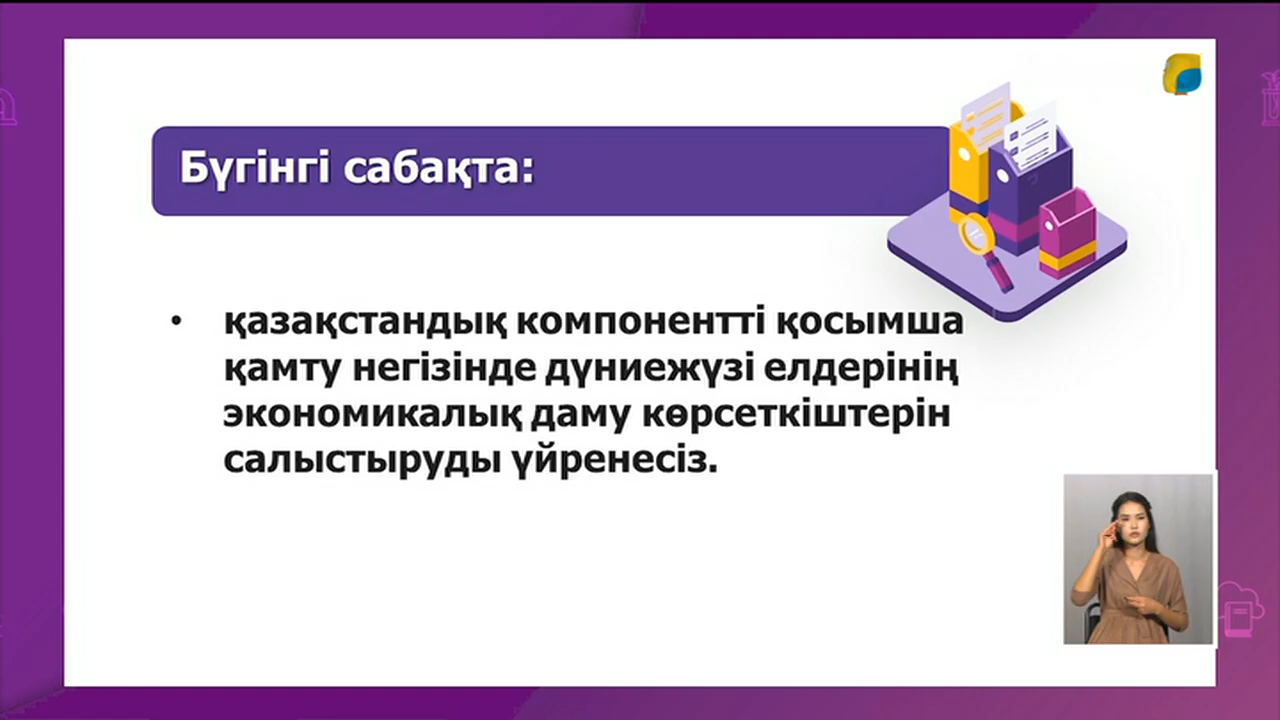 Бүгінгі сабақта:
• қазақстандық компонентті қосымша
қамту негізінде дүниежүзі елдерінің
экономикалық даму көрсеткіштерін
салыстыруды үйренесіз.